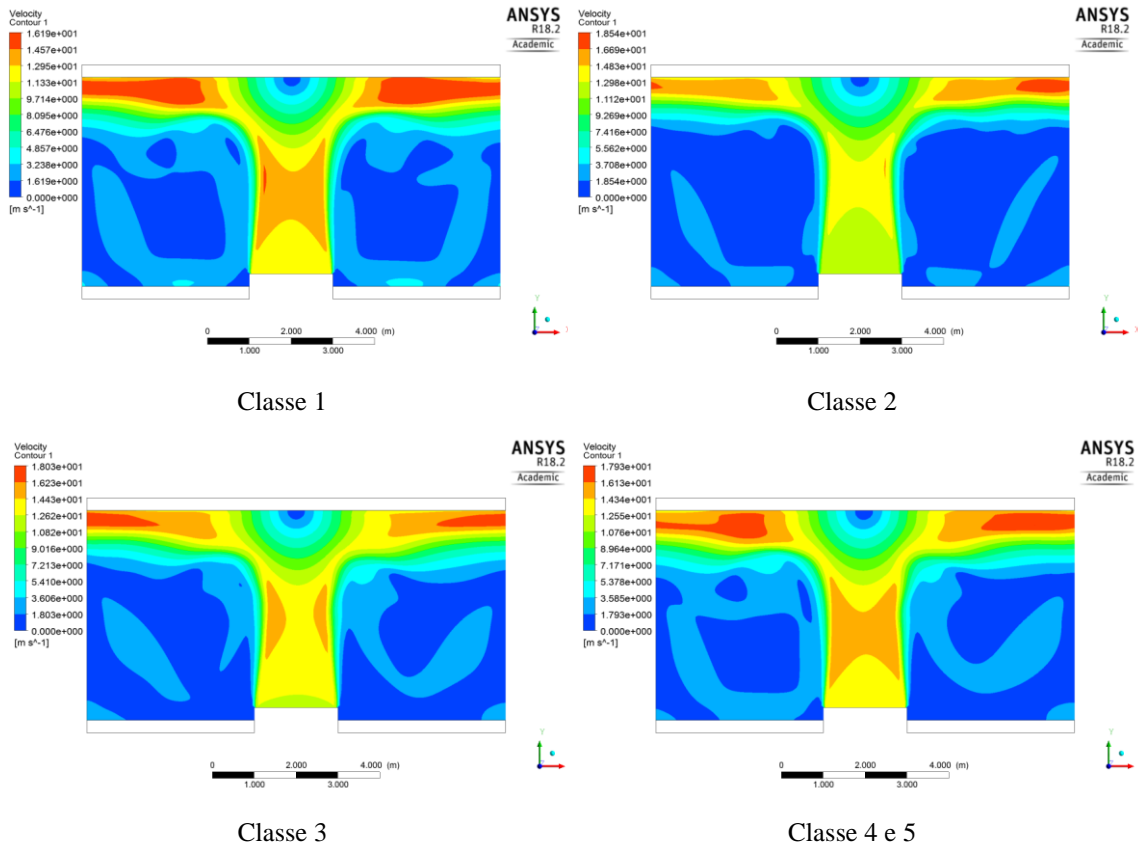 Velocity
Contour 1
1.619e+001
1.457e+001
1.295e+001
1.133e+001
9.714e+000
8.095e+000
6.476e+000
4.857e+000
3.238e+000
1.619e+000
0.000e+000
[m s^-1]
ANSYS
R18.2
Academic
0 2.000 4.000 (m)
1.000 3.000
Y
X
Classe 1
Velocity
Contour 1
1.854e+001
1.669e+001
1.483e+001
1.298e+001
1.112e+001
9.269e+000
7.416e+000
5.562e+000
3.708e+000
1.854e+000
0.000e+000
[m s^-1]
ANSYS
R18.2
Academic
0 2.000 4.000 (m)
1.000 3.000
Y
X
Classe 2
Velocity
Contour 1
1.803e+001
1.623e+001
1.443e+001
1.262e+001
1.082e+001
9.016e+000
7.213e+000
5.410e+000
3.606e+000
1.803e+000
0.000e+000
[m s^-1]
ANSYS
R18.2
Academic
0 2.000 4.000 (m)
1.000 3.000
Y
X
Classe 3
Velocity
Contour 1
1.793e+001
1.613e+001
1.434e+001
1.255e+001
1.076e+001
8.964e+000
7.171e+000
5.378e+000
3.585e+000
1.793e+000
0.000e+000
[m s^-1]
ANSYS
R18.2
Academic
0 2.000 4.000 (m)
1.000 3.000
Y
X
Classe 4 e 5